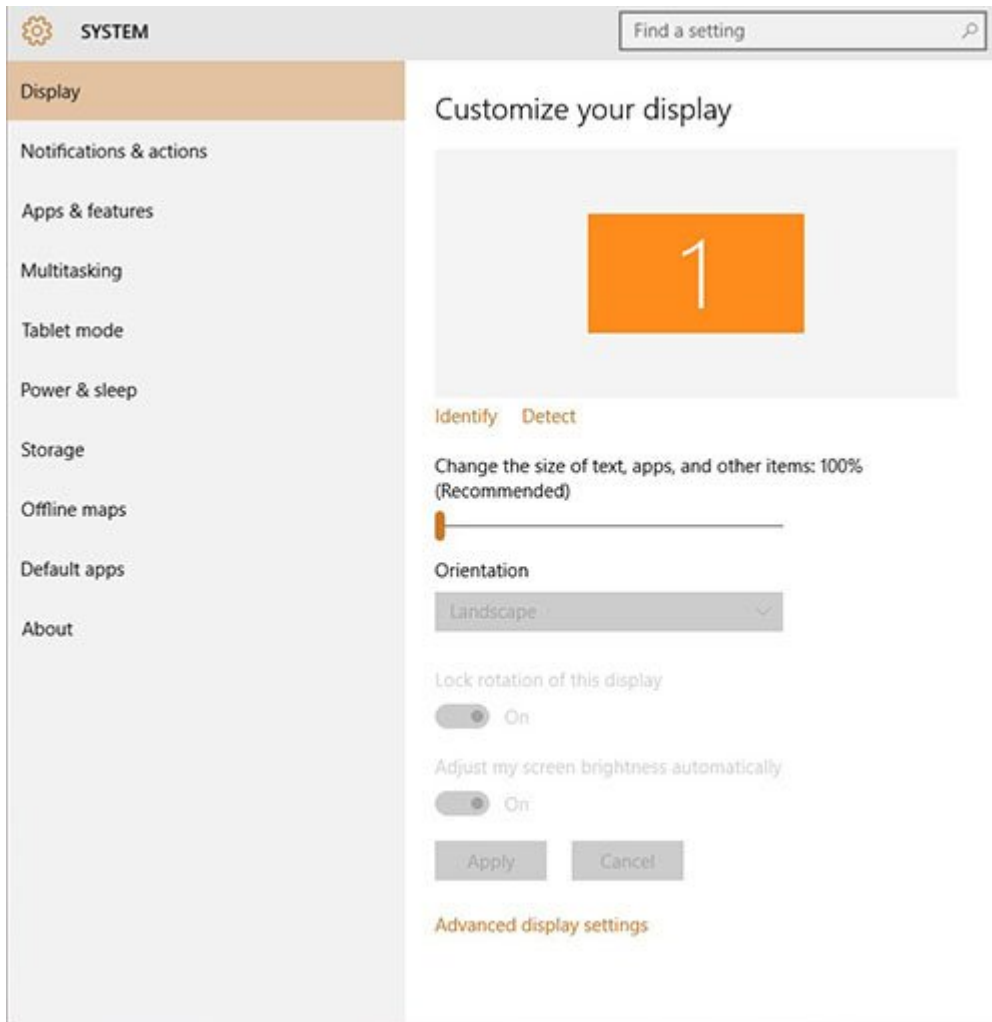 SYSTEM
Find a setting
Display
Notifications & actions
Apps & features
Multitasking
Tablet mode
Power & sleep
Storage
Offline maps
Default apps
About
Customize your display
1
Identify Detect
Change the size of text, apps, and other items: 100%
(Recommended)
Orientation
Landscape
Lock rotation of this display
On
Adjust my screen brightness automatically
On
Apply Cancel
Advanced display settings